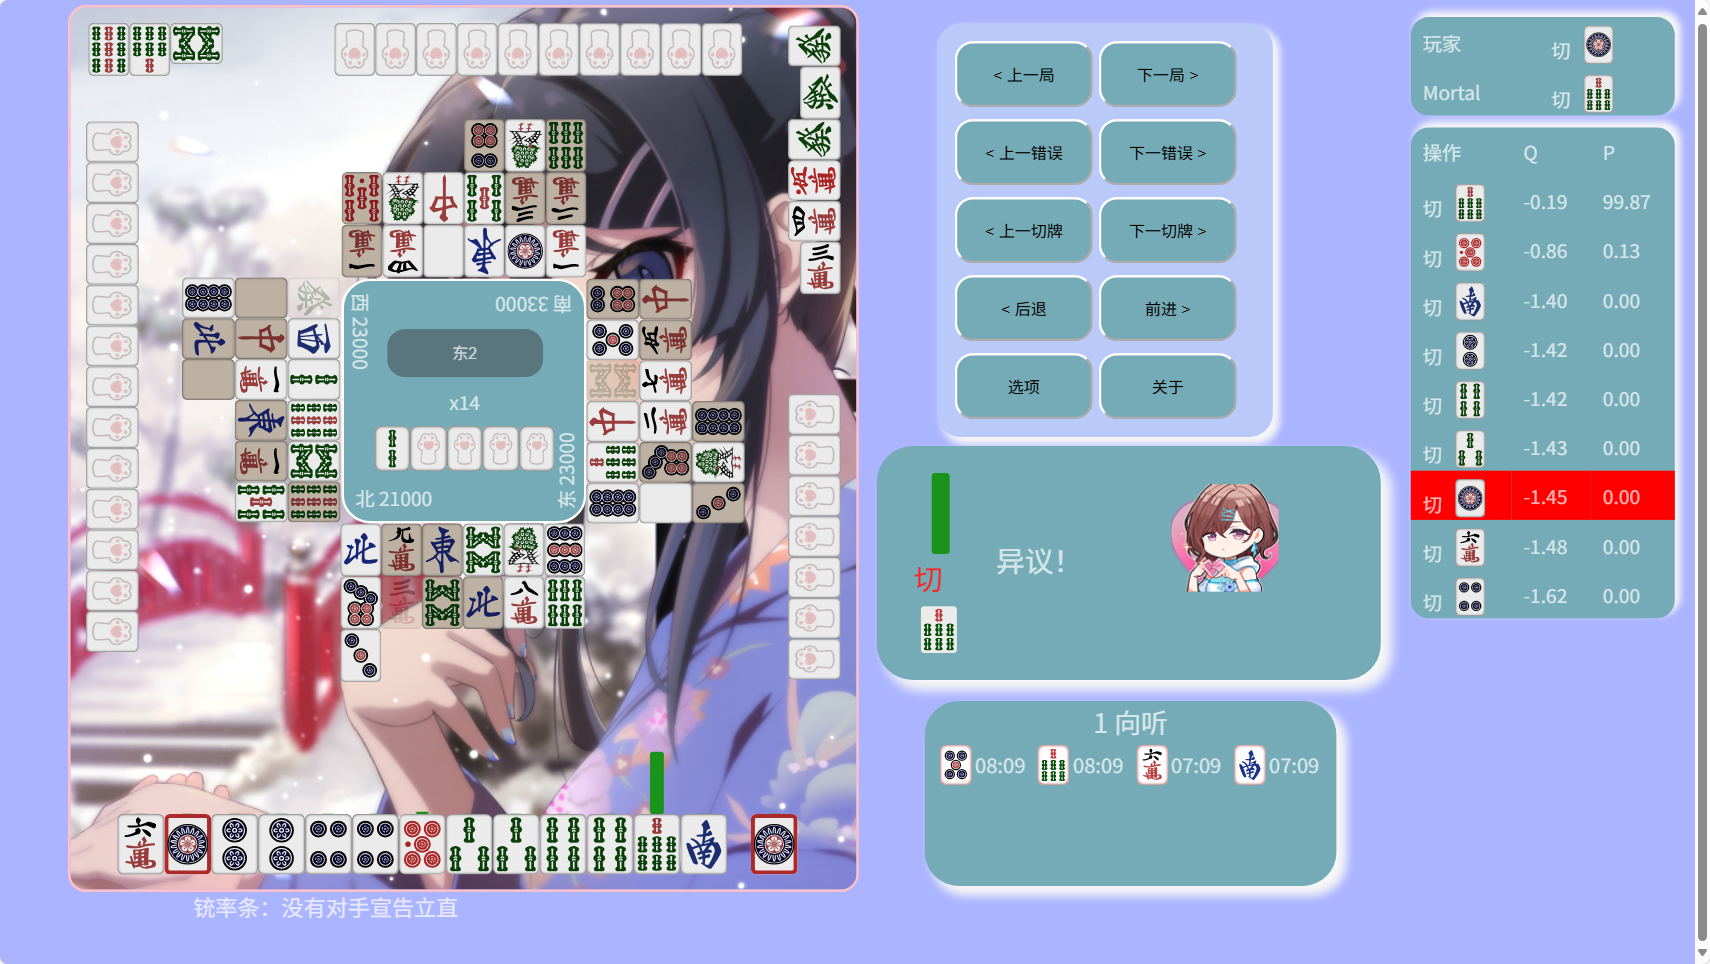 < 上一局
下一局 >
< 上一错误
下一错误 >
< 上一切牌
下一切牌 >
< 后退
前进 >
选项
关于
玩家 切
Mortal 切
操作 Q P
切 -0.19 99.87
切 -0.86 0.13
切 -1.40 0.00
切 -1.42 0.00
切 -1.42 0.00
切 -1.43 0.00
切 -1.45 0.00
切 -1.48 0.00
切 -1.62 0.00
南 33000
西 23000
东2
x14
东 23000
北 21000
切
异议!
1 向听
08:09 08:09 07:09 07:09
铳率条：没有对手宣告立直